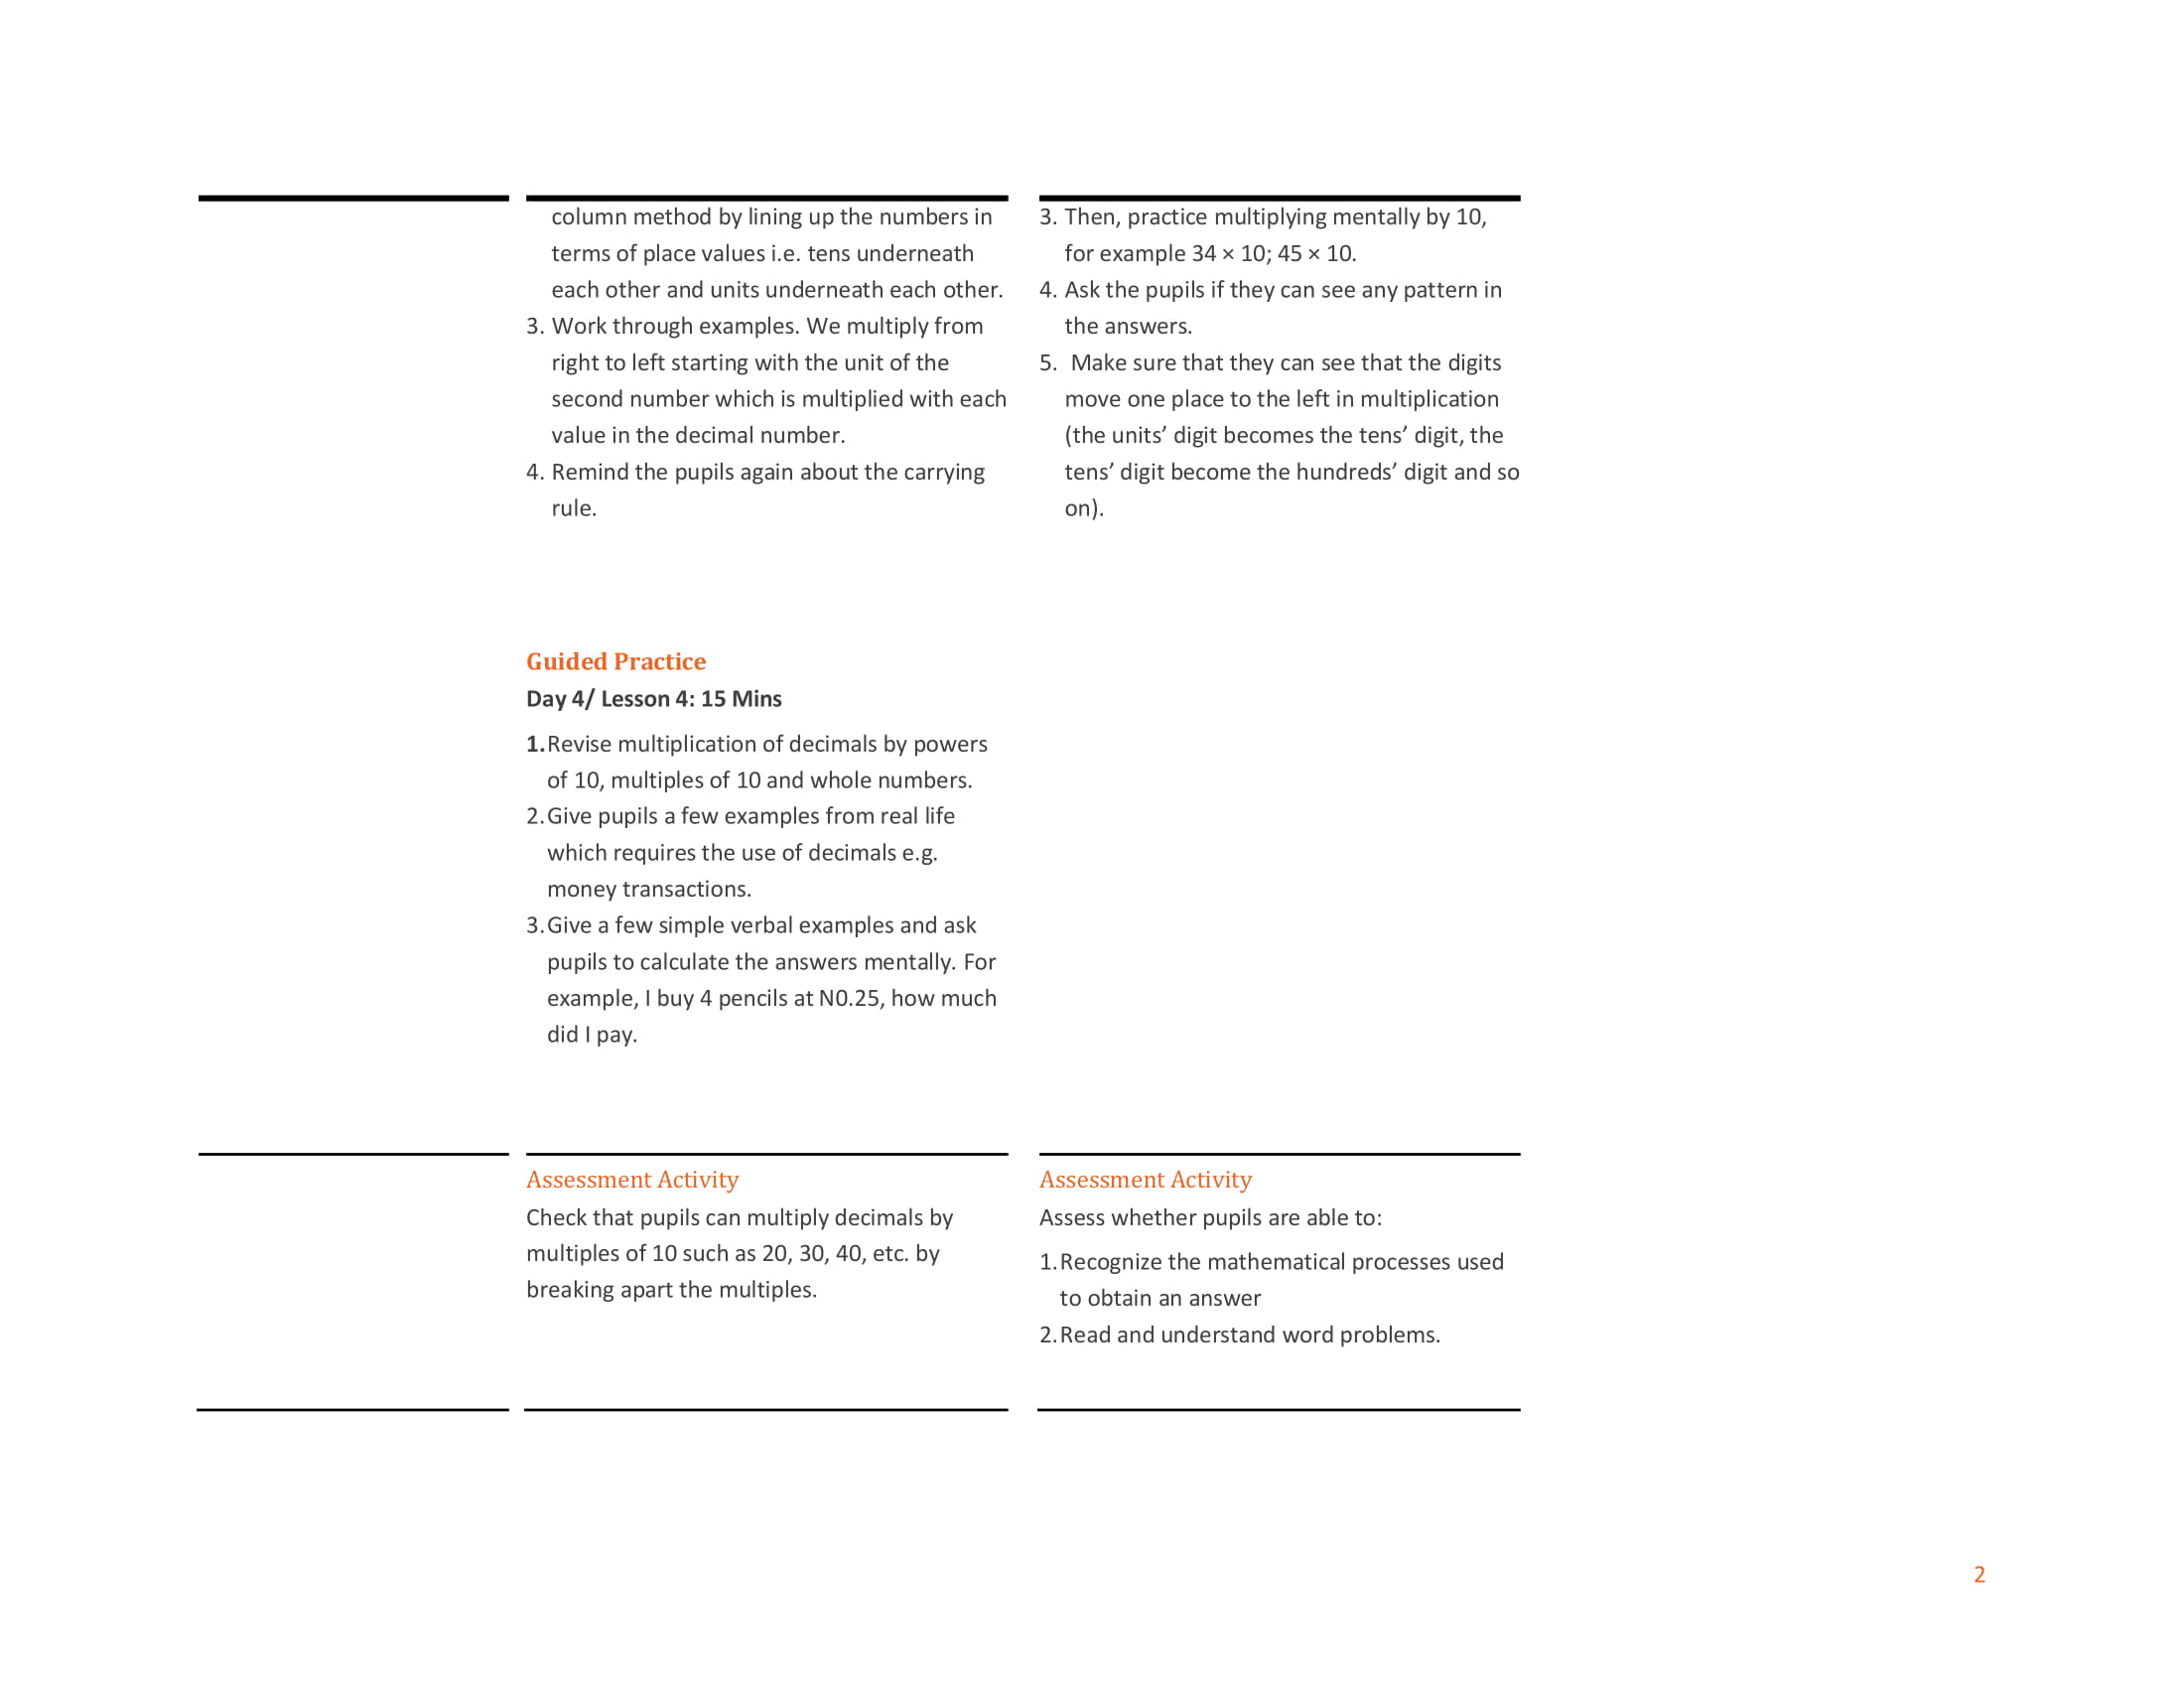 column method by lining up the numbers in
terms of place values i.e. tens underneath
each other and units underneath each other.
3. Work through examples. We multiply from
right to left starting with the unit of the
second number which is multiplied with each
value in the decimal number.
4. Remind the pupils again about the carrying
rule.
Guided Practice
Day 4/ Lesson 4: 15 Mins
1. Revise multiplication of decimals by powers
of 10, multiples of 10 and whole numbers.
2. Give pupils a few examples from real life
which requires the use of decimals e.g.
money transactions.
3. Give a few simple verbal examples and ask
pupils to calculate the answers mentally. For
example, I buy 4 pencils at N0.25, how much
did I pay.
3. Then, practice multiplying mentally by 10,
for example 34 × 10; 45 × 10.
4. Ask the pupils if they can see any pattern in
the answers.
5. Make sure that they can see that the digits
move one place to the left in multiplication
(the units’ digit becomes the tens’ digit, the
tens’ digit become the hundreds’ digit and so
on).
Assessment Activity
Check that pupils can multiply decimals by
multiples of 10 such as 20, 30, 40, etc. by
breaking apart the multiples.
Assessment Activity
Assess whether pupils are able to:
1. Recognize the mathematical processes used
to obtain an answer
2. Read and understand word problems.
2